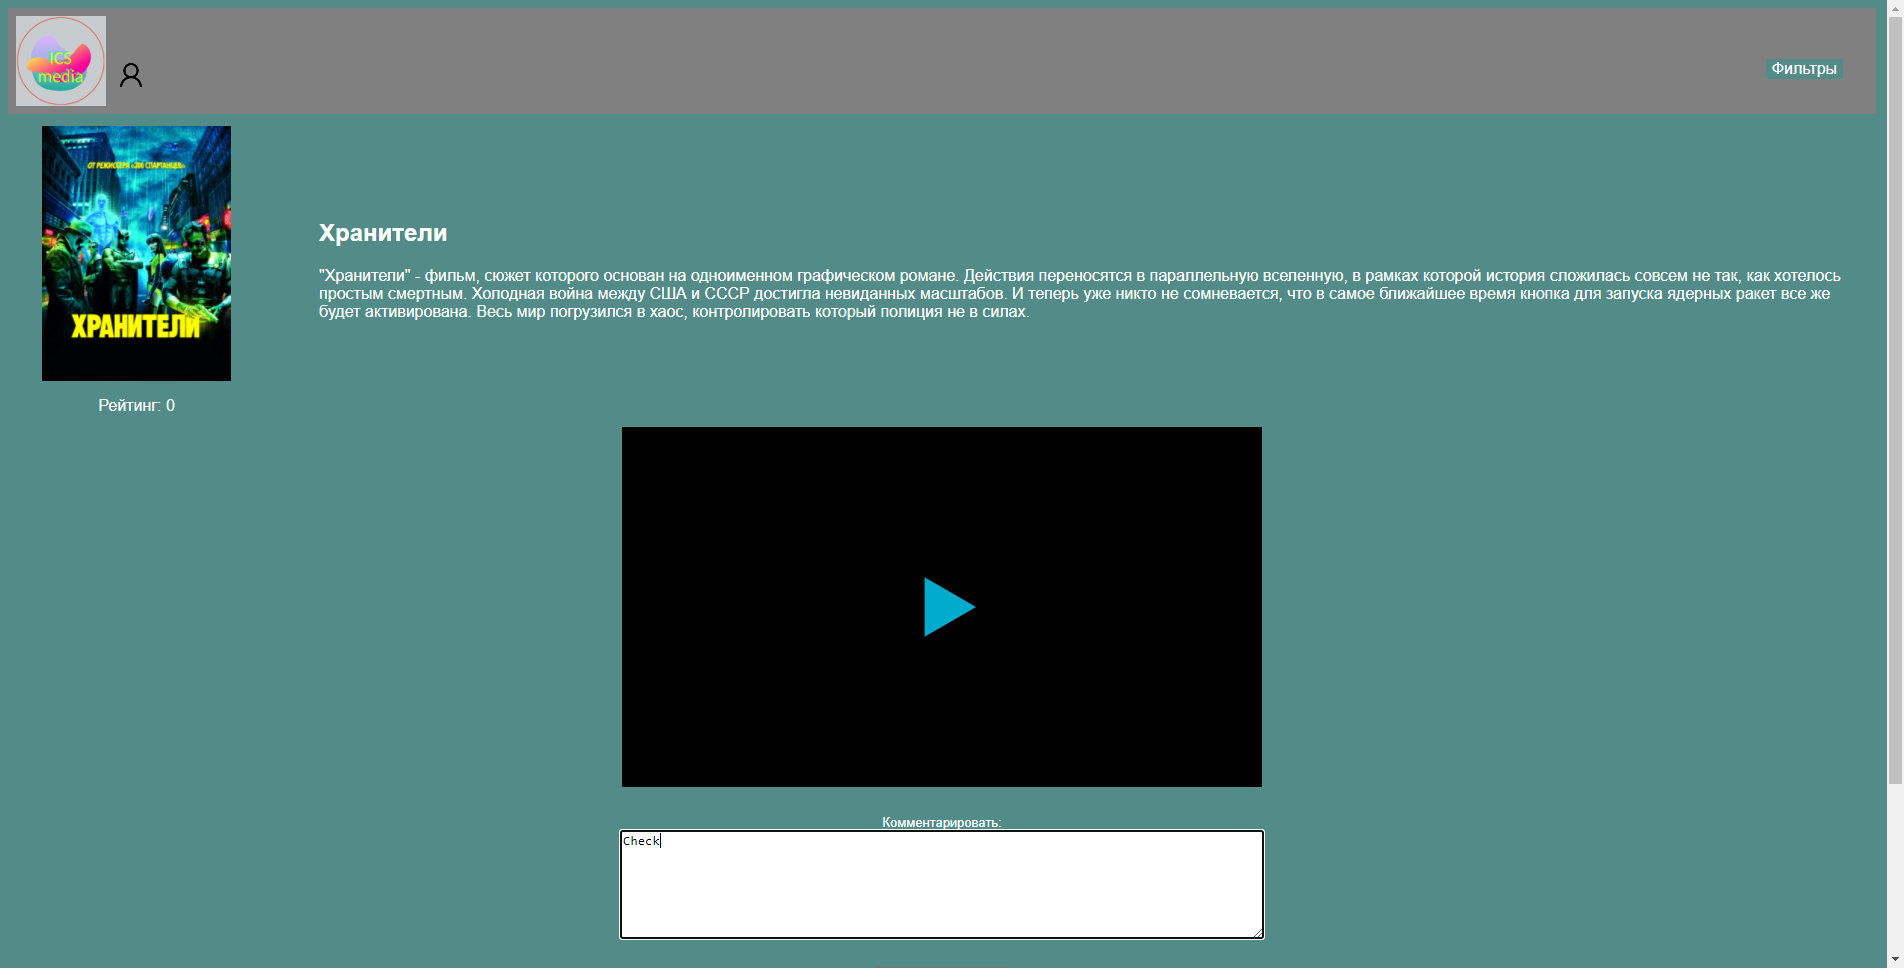 ICS
media
Фильтры
ОТ РЕЖИССЕРА «300 СПАРТАНЦЕВ»
ХРАНИТЕЛИ
Рейтинг: 0
Хранители
"Хранители" - фильм, сюжет которого основан на одноименном графическом романе. Действия переносятся в параллельную вселенную, в рамках которой история сложилась совсем не так, как хотелось
простым смертным. Холодная война между США и СССР достигла невиданных масштабов. И теперь уже никто не сомневается, что в самое ближайшее время кнопка для запуска ядерных ракет все же
будет активирована. Весь мир погрузился в хаос, контролировать который полиция не в силах.
Комментировать:
Check